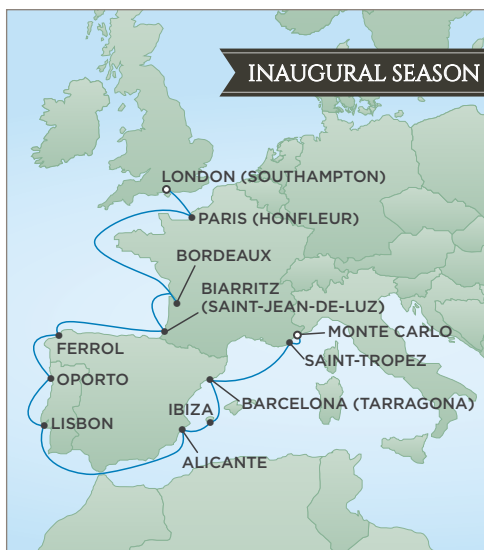 INAUGURAL SEASON
LONDON (SOUTHAMPTON)
PARIS (HONFLEUR)
BORDEAUX
BIARRITZ
(SAINT-JEAN-DE-LUZ)
MONTE CARLO
FERROL
SAINT-TROPEZ
OPORTO
BARCELONA (TARRAGONA)
IBIZA
LISBON
ALICANTE